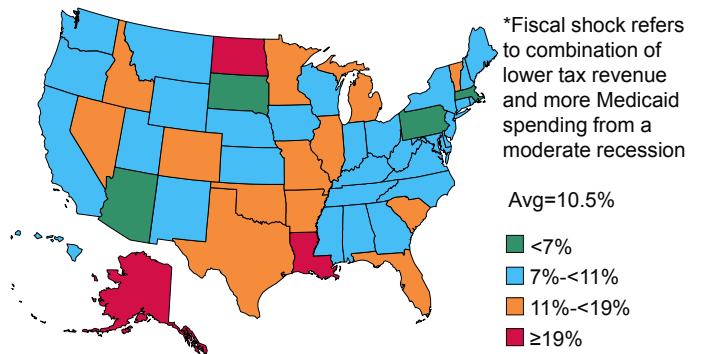 *Fiscal shock refers
to combination of
lower tax revenue
and more Medicaid
spending from a
moderate recession
Avg=10.5%
<7%
7%-<11%
11%-<19%
≥19%